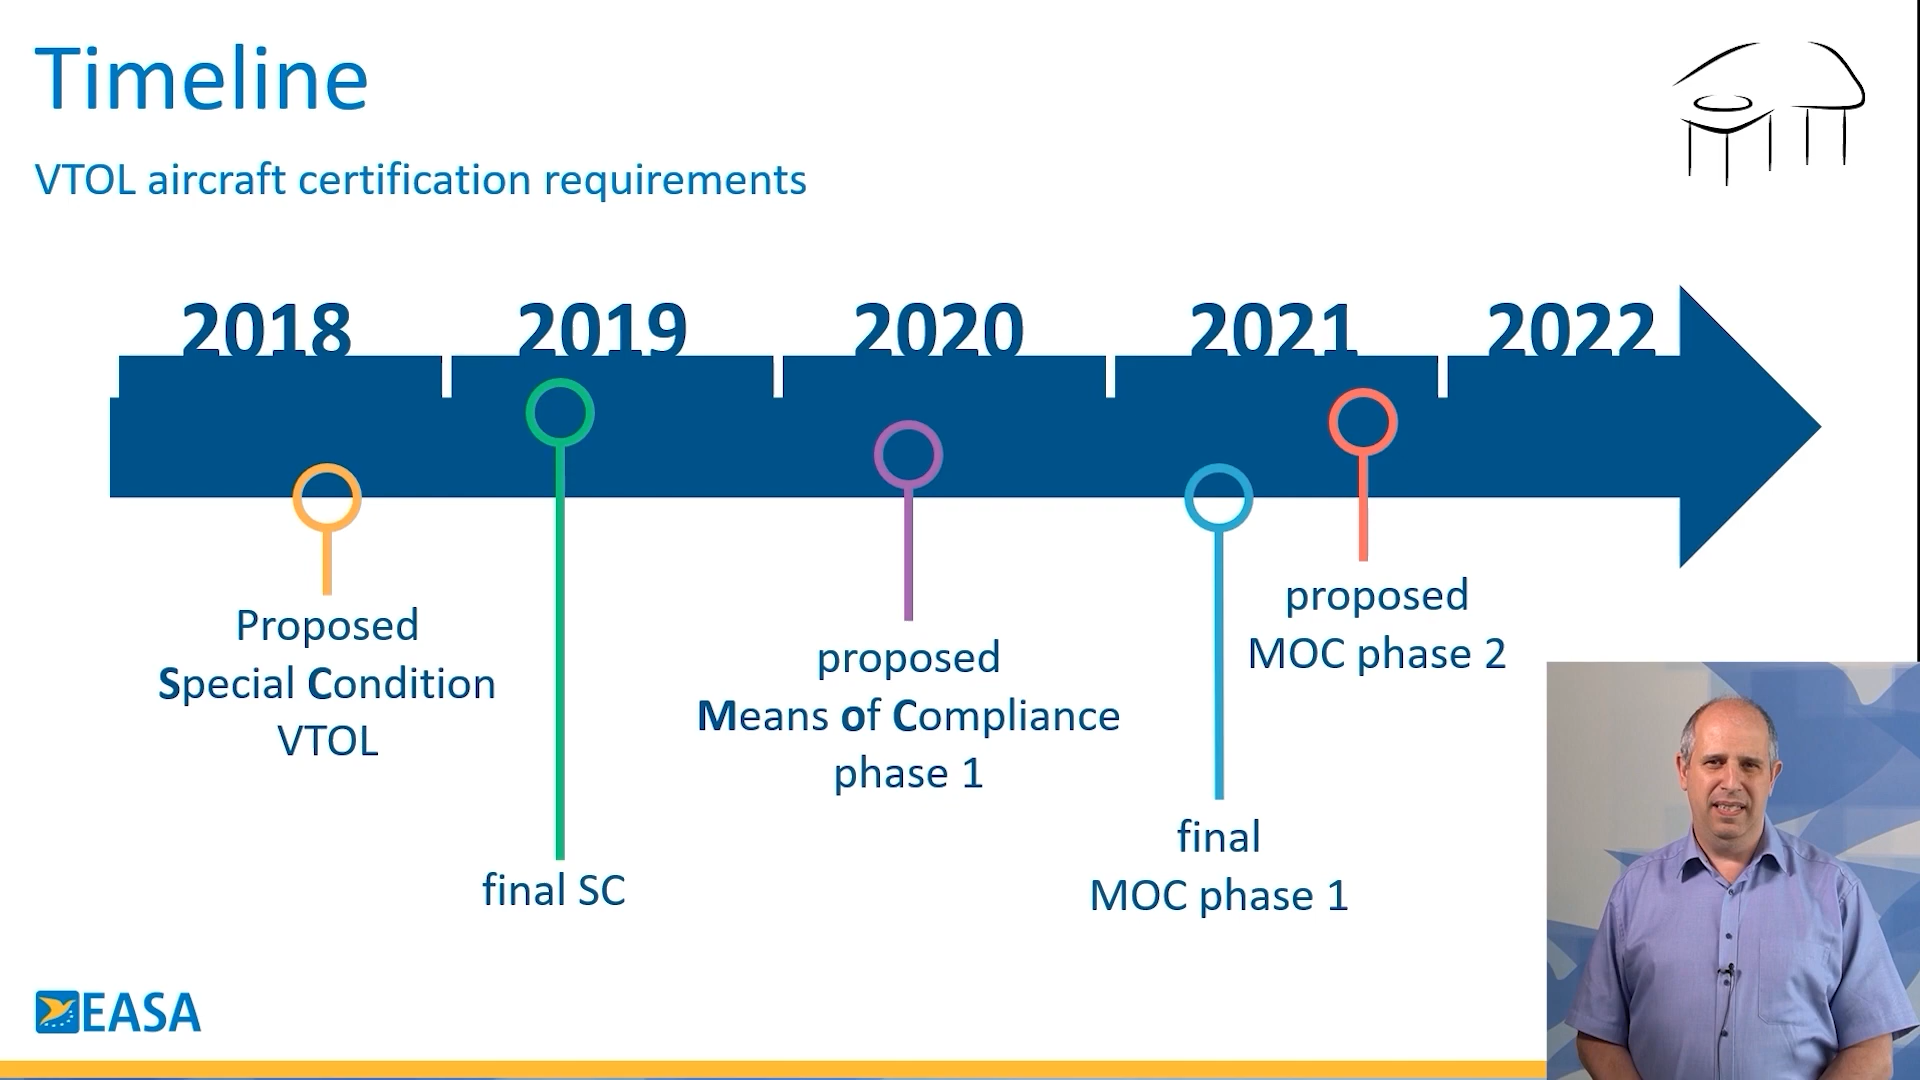 Timeline
VTOL aircraft certification requirements
2018 2019 2020 2021 2022
Proposed
Special Condition
VTOL
final SC
proposed
Means of Compliance
phase 1
final
MOC phase 1
proposed
MOC phase 2
EASA